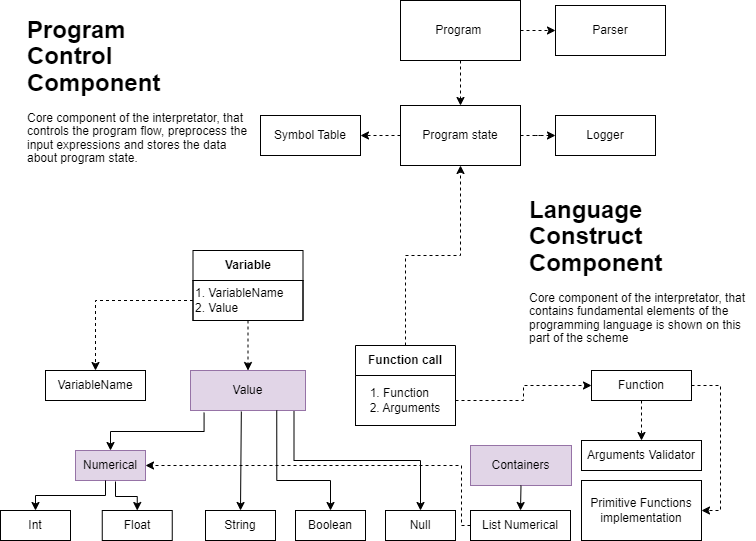 Program
Control
Component
Core component of the interpretator, that
controls the program flow, preprocess the
input expressions and stores the data
about program state.
Program
Parser
Symbol Table
Program state
Logger
Language
Construct
Component
Core component of the interpretator, that
contains fundamental elements of the
programming language is shown on this
part of the scheme
Variable
1. VariableName
2. Value
VariableName
Value
Function call
1. Function
2. Arguments
Function
Arguments Validator
Primitive Functions
implementation
Numerical
Containers
Int
Float
String
Boolean
Null
List Numerical